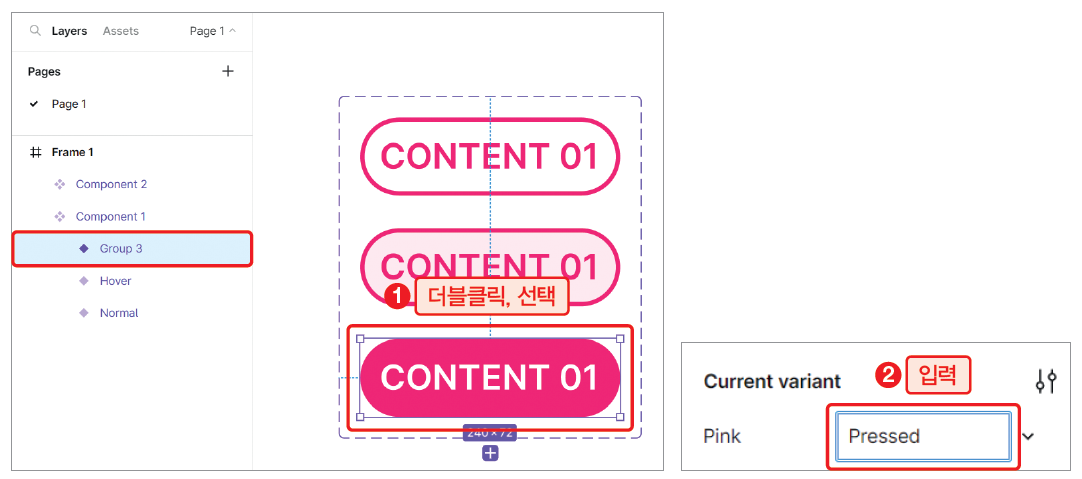 Layers Assets Page 1
Pages
Page 1
Frame 1
Component 2
Component 1
Group 3
Hover
Normal
CONTENT 01
CONTENT 01
1 더블클릭, 선택
CONTENT 01
240 × 72
Current variant
2 입력
Pink Pressed